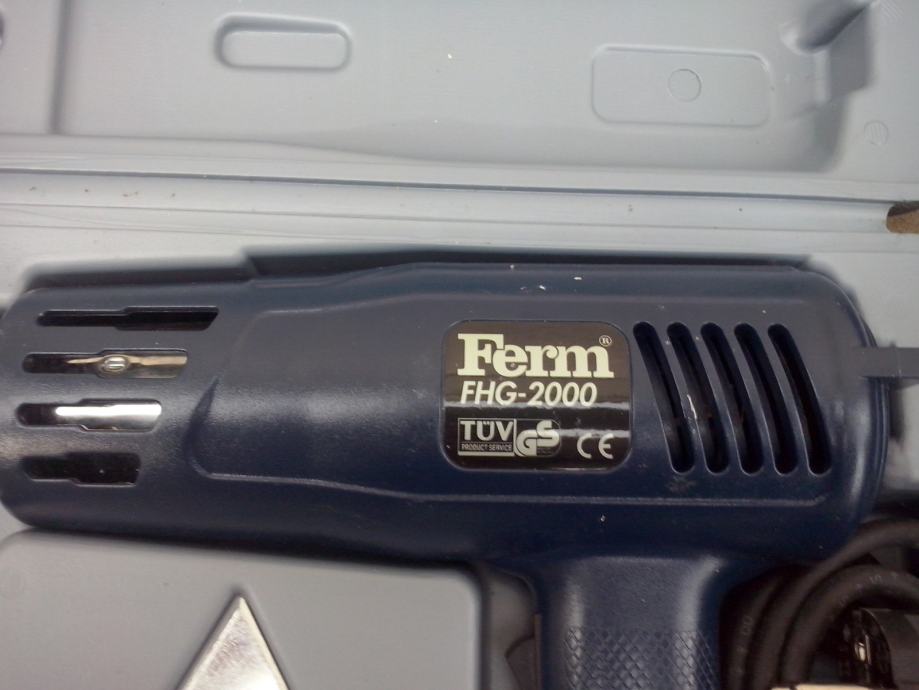 Ferm®
FHG-2000
TÜV GS CE
PRODUCT SERVICE